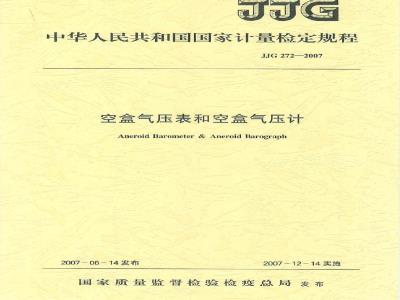 JJG
中华人民共和国国家计量检定规程
JJG 272—2007
空盒气压表和空盒气压计
Aneroid Barometer & Aneroid Barograph
2007-06-14发布
2007-12-14实施
国家质量监督检验检疫总局 发布